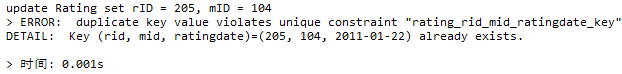 update Rating set rID = 205, mID = 104
> ERROR:  duplicate key value violates unique constraint "rating_rid_mid_ratingdate_key"
DETAIL:  Key (rid, mid, ratingdate)=(205, 104, 2011-01-22) already exists.
> 时间: 0.001s